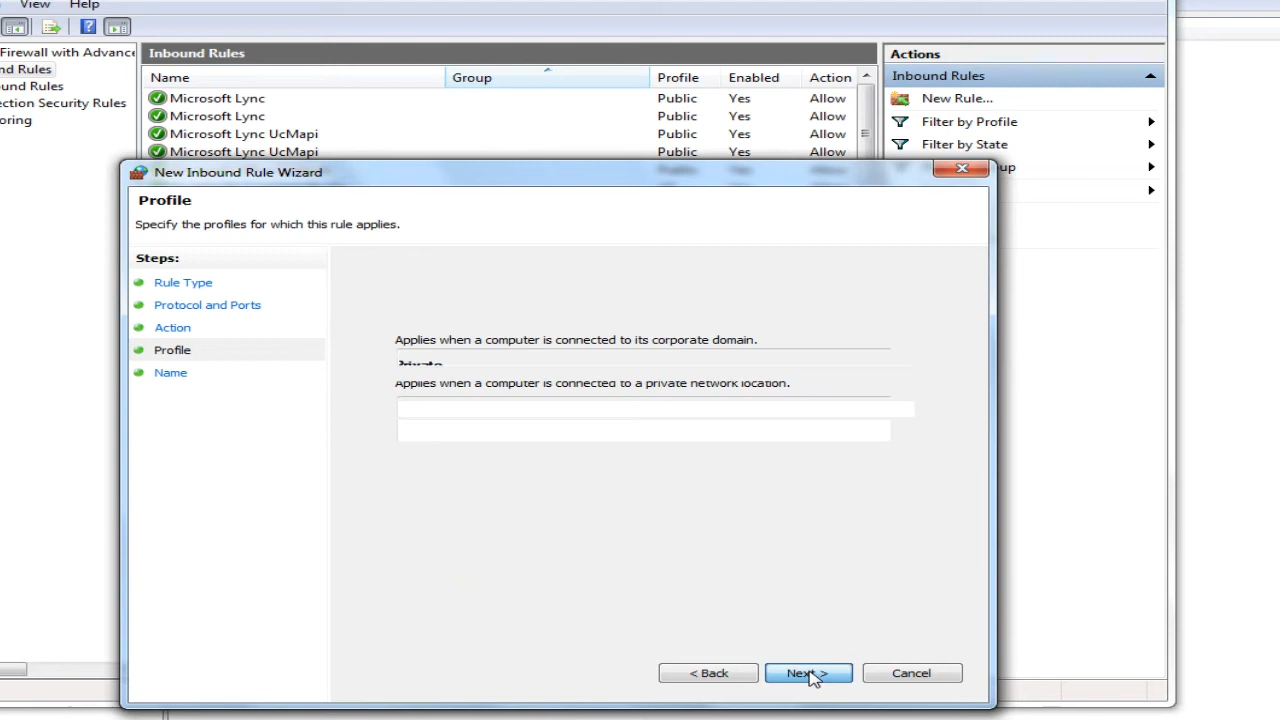 View Help
Firewall with Advance
nd Rules
ound Rules
ection Security Rules
oring
Inbound Rules
Name Group Profile Enabled Action
Microsoft Lync Public Yes Allow
Microsoft Lync Public Yes Allow
Microsoft Lync UcMapi Public Yes Allow
Microsoft Lync UcMapi Public Yes Allow
Actions
Inbound Rules
New Rule...
Filter by Profile
Filter by State
up
New Inbound Rule Wizard
Profile
Specify the profiles for which this rule applies.
Steps:
Rule Type
Protocol and Ports
Action
Profile
Name
Applies when a computer is connected to its corporate domain.
Private
Applies when a computer is connected to a private network location.
< Back Next > Cancel